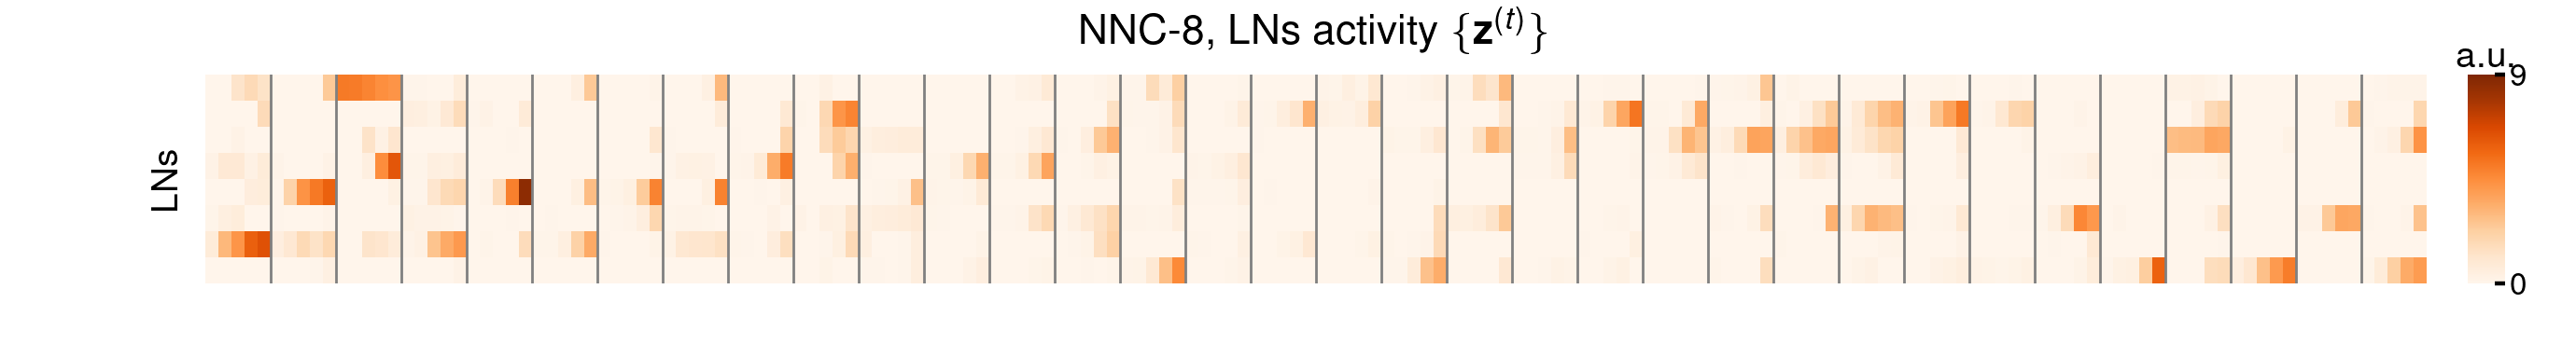 NNC-8, LNs activity {𝐳⁽ᵗ⁾}
a.u.
9
LNs
0